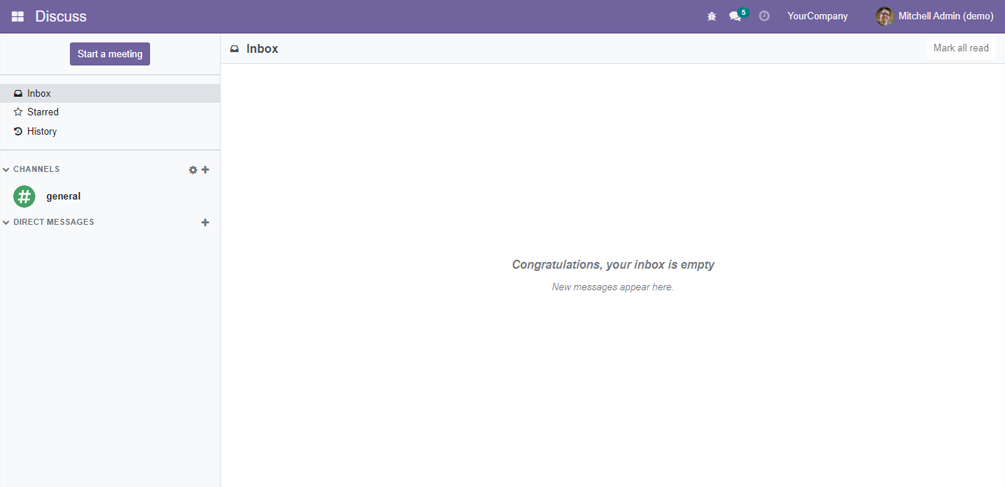 Discuss
5
YourCompany
Mitchell Admin (demo)
Start a meeting
Inbox
Starred
History
CHANNELS
general
DIRECT MESSAGES
Inbox
Mark all read
Congratulations, your inbox is empty
New messages appear here.